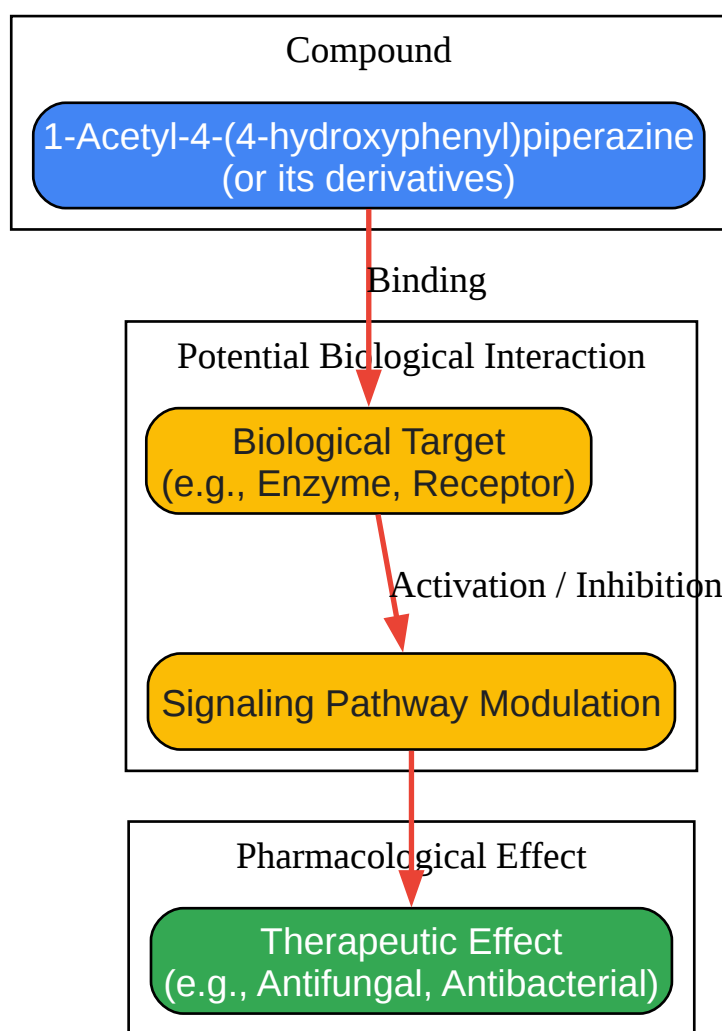 Compound
1-Acetyl-4-(4-hydroxyphenyl)piperazine
(or its derivatives)
Binding
Potential Biological Interaction
Biological Target
(e.g., Enzyme, Receptor)
Activation / Inhibition
Signaling Pathway Modulation
Pharmacological Effect
Therapeutic Effect
(e.g., Antifungal, Antibacterial)